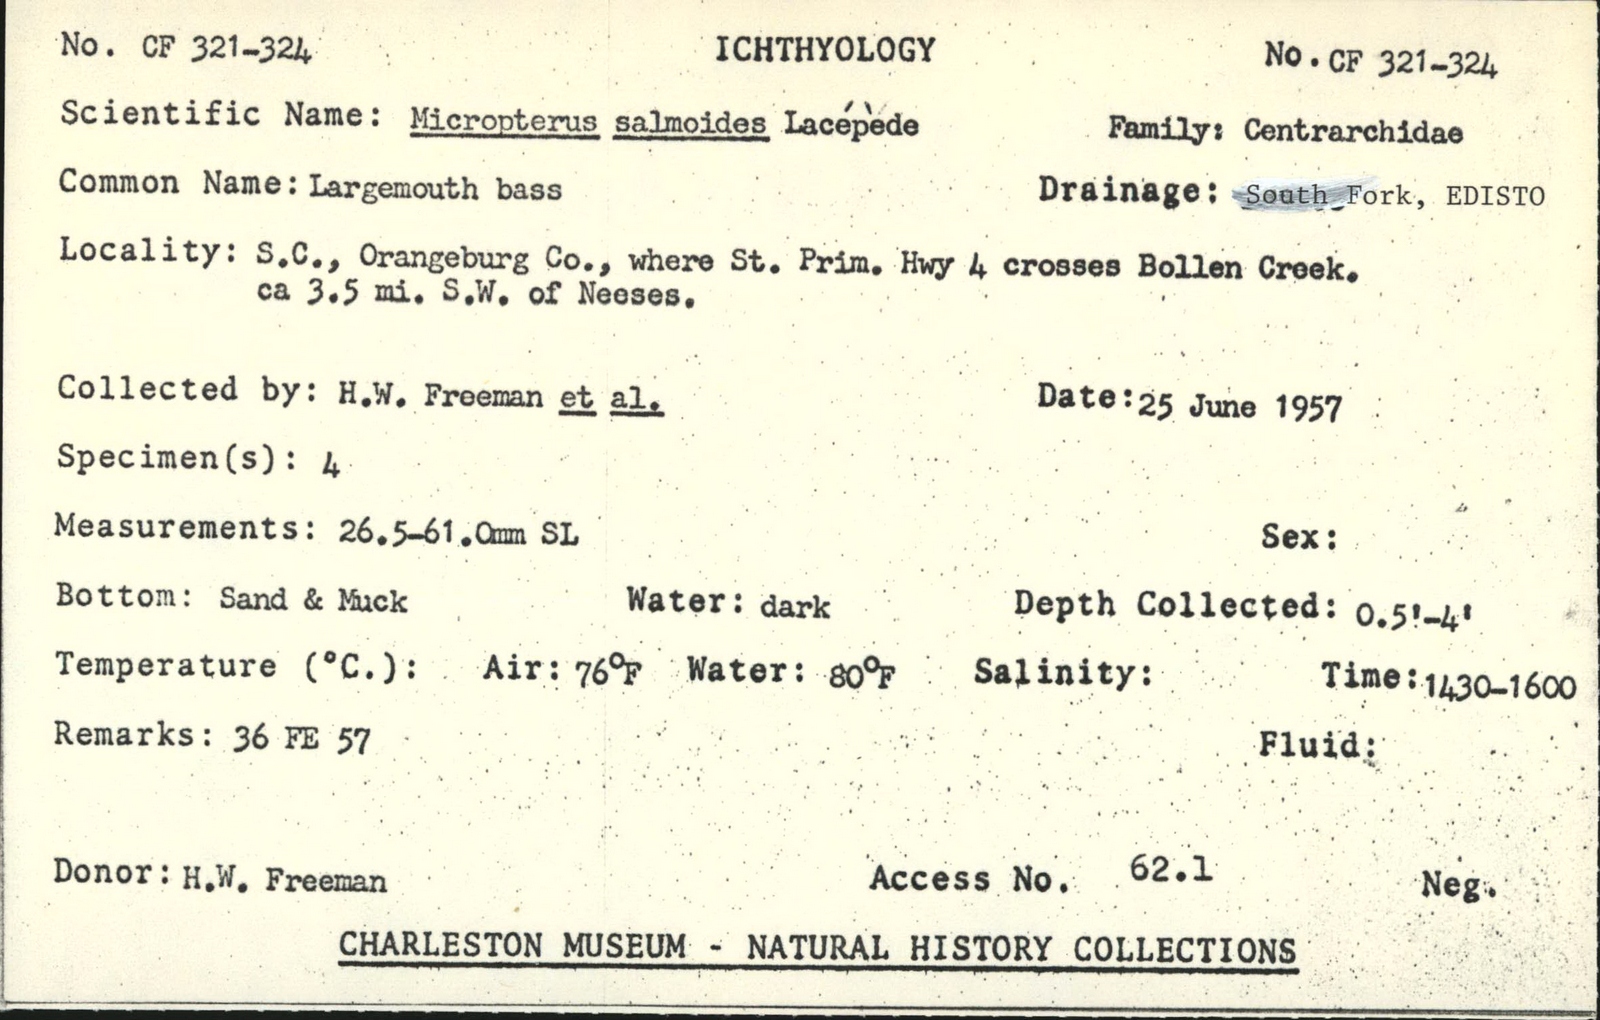 No. CF 321-324 ICHTHYOLOGY No. CF 321-324
Scientific Name: Micropterus salmoides Lacépède Family: Centrarchidae
Common Name: Largemouth bass Drainage: South Fork, EDISTO
Locality: S.C., Orangeburg Co., where St. Prim. Hwy 4 crosses Bollen Creek.
ca 3.5 mi. S.W. of Neeses.
Collected by: H.W. Freeman et al. Date: 25 June 1957
Specimen(s): 4
Measurements: 26.5-61.0mm SL Sex:
Bottom: Sand & Muck Water: dark Depth Collected: 0.5'-4'
Temperature (°C.): Air: 76°F Water: 80°F Salinity: Time: 1430-1600
Remarks: 36 FE 57 Fluid:
Donor: H.W. Freeman Access No. 62.1 Neg.
CHARLESTON MUSEUM - NATURAL HISTORY COLLECTIONS